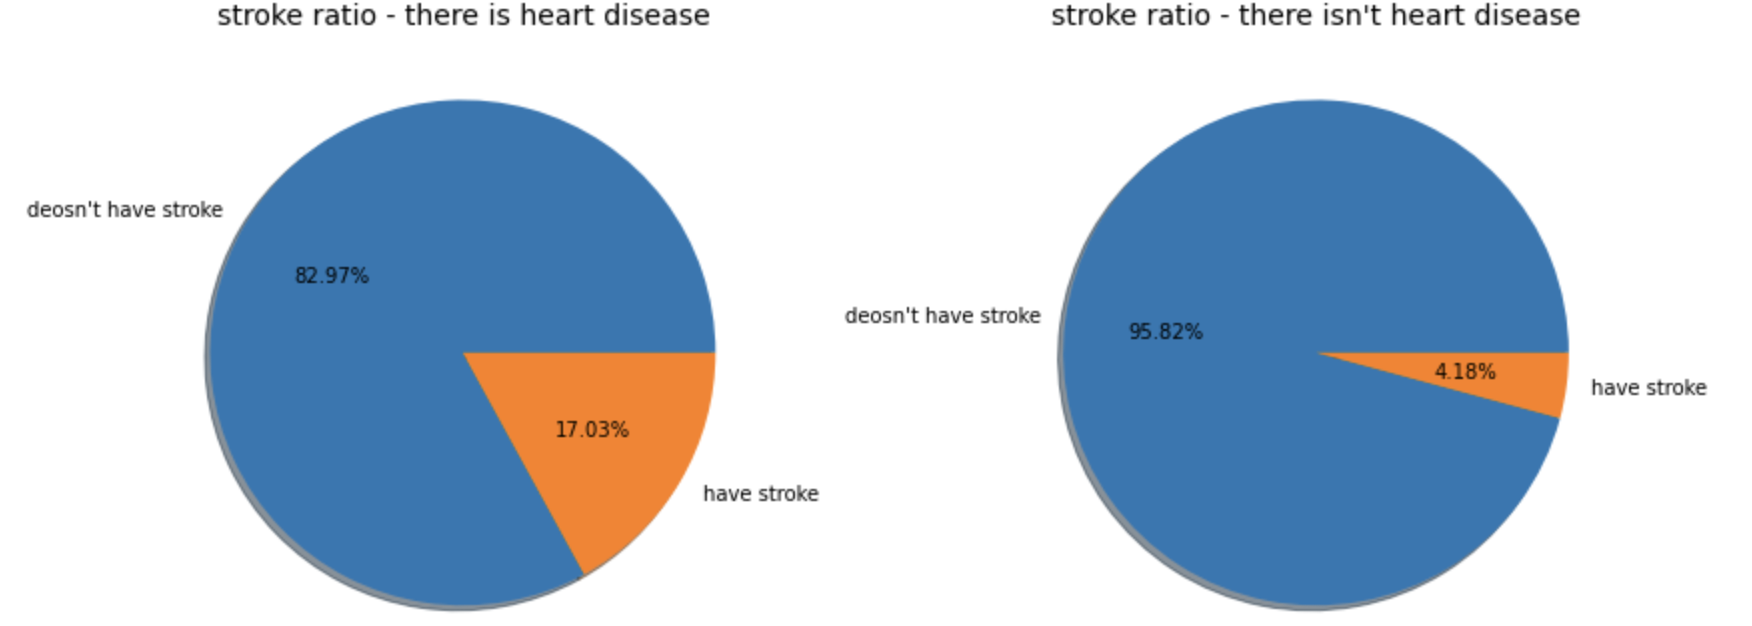 stroke ratio - there is heart disease
deosn't have stroke
82.97%
17.03%
have stroke
stroke ratio - there isn't heart disease
deosn't have stroke
95.82%
4.18%
have stroke